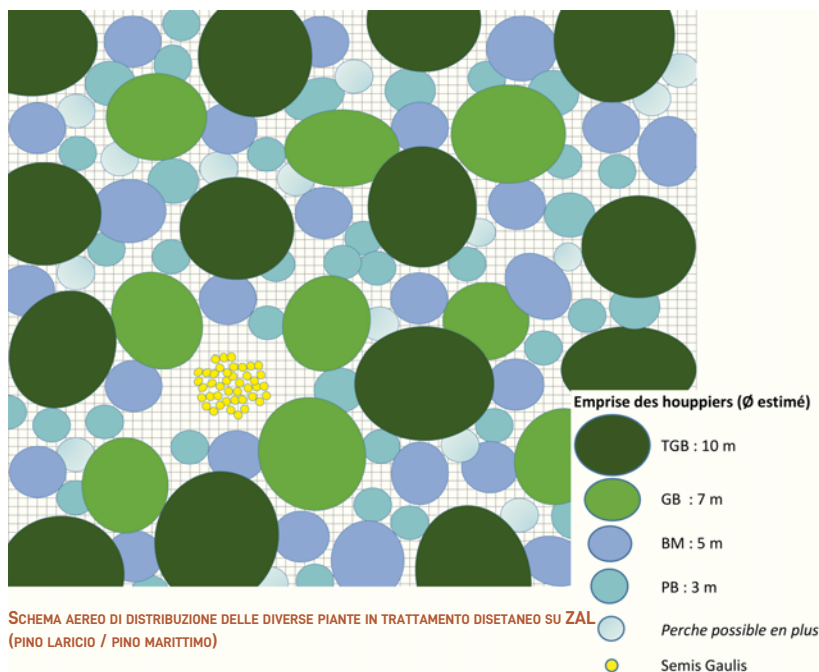 Emprise des houppiers (Ø estimé)
TGB : 10 m
GB : 7 m
BM : 5 m
PB : 3 m
Perche possible en plus
Semis Gaulis
SCHEMA AEREO DI DISTRIBUZIONE DELLE DIVERSE PIANTE IN TRATTAMENTO DISETANEO SU ZAL
(PINO LARICIO / PINO MARITTIMO)